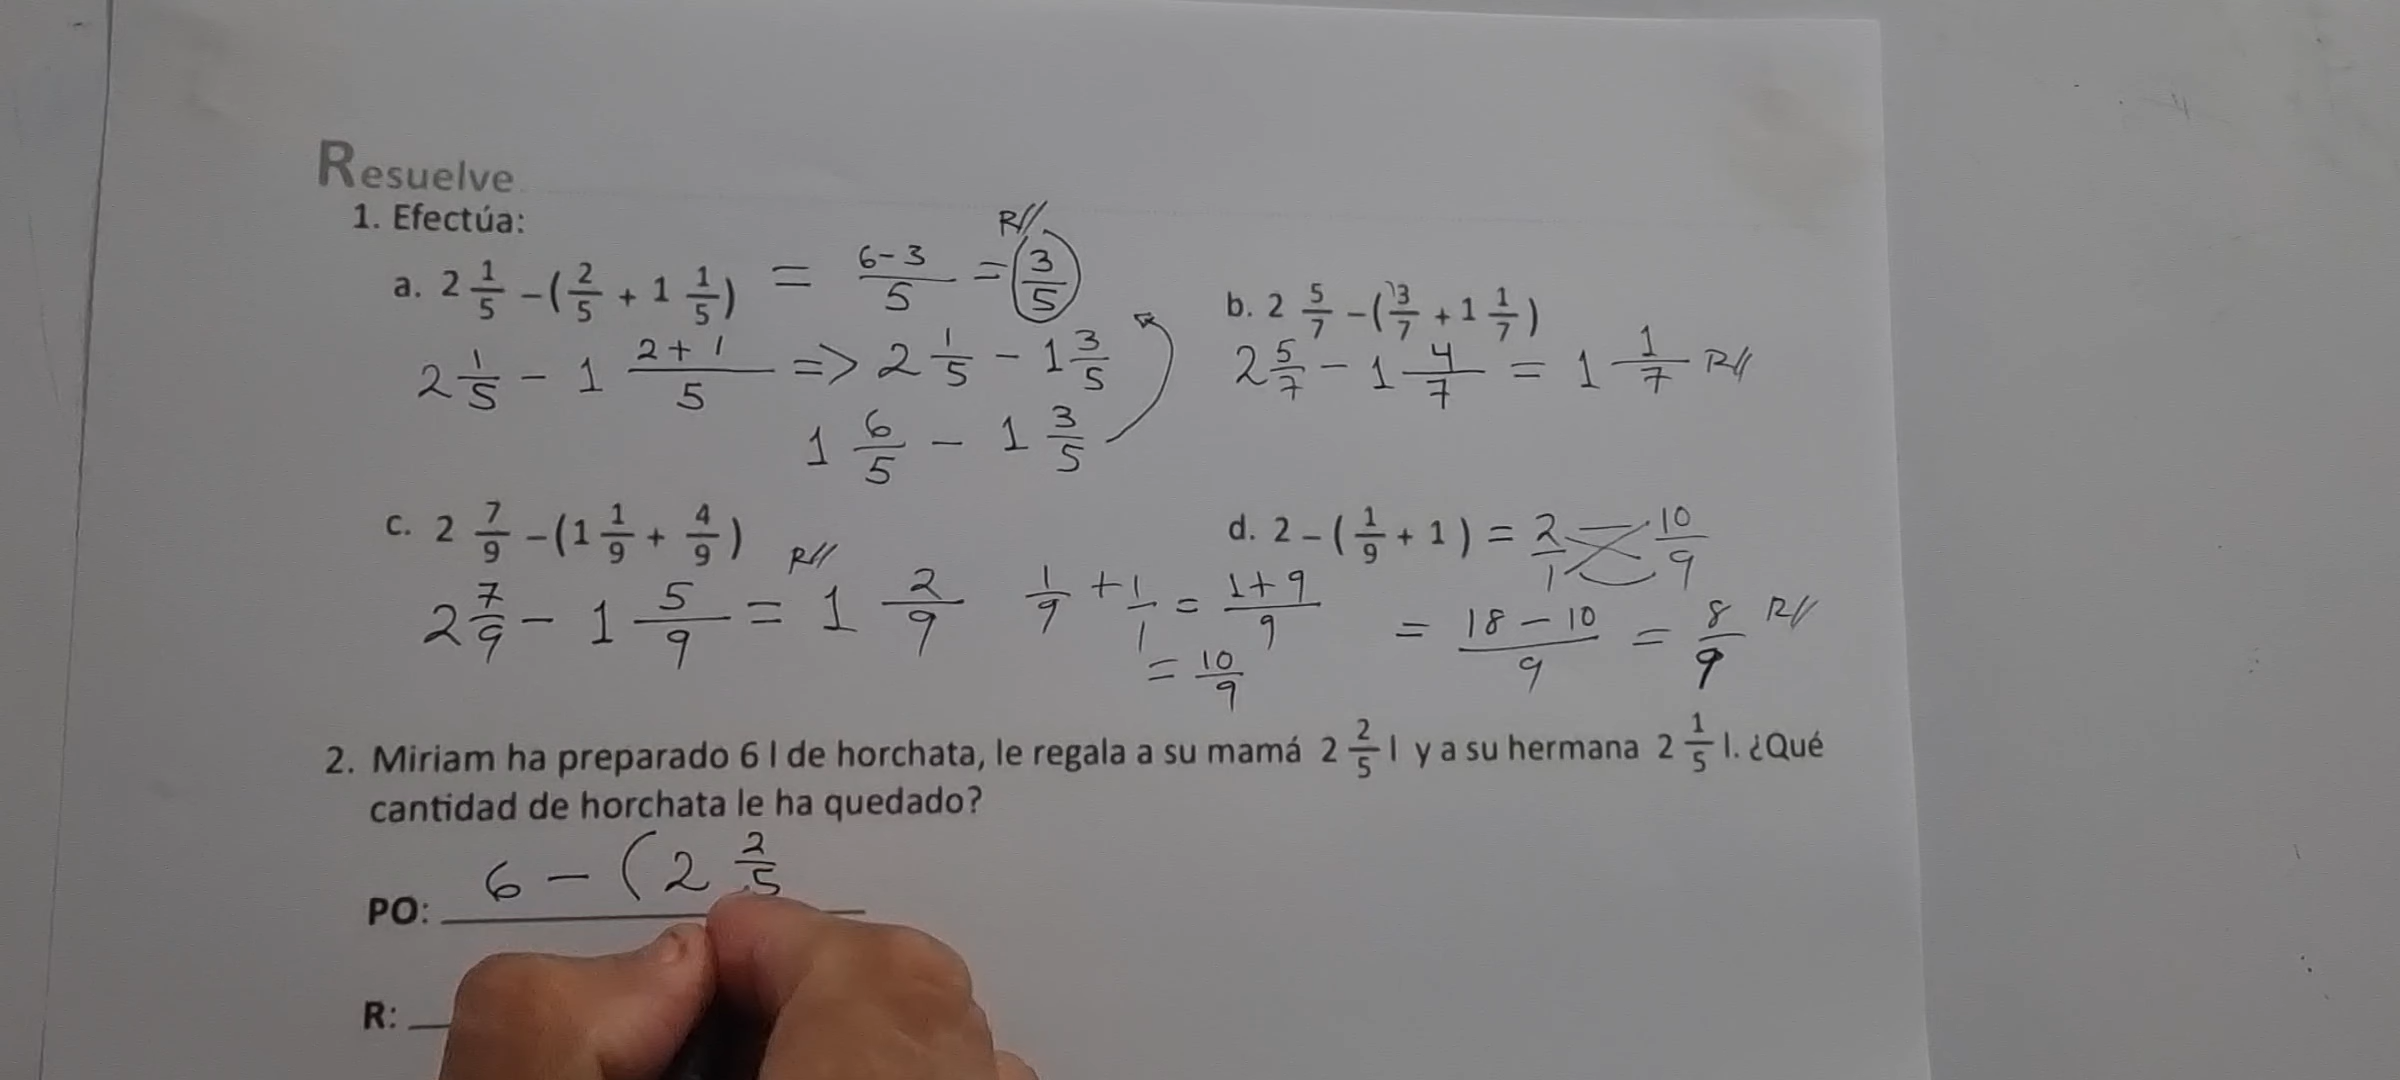 Resuelve
1. Efectúa:
a. 2 1/5 - (2/5 + 1 1/5) = (6-3)/5 = 3/5 R//
2 1/5 - 1 (2+1)/5 => 2 1/5 - 1 3/5
1 6/5 - 1 3/5
b. 2 5/7 - (3/7 + 1 1/7)
2 5/7 - 1 4/7 = 1 1/7 R//
c. 2 7/9 - (1 1/9 + 4/9)
2 7/9 - 1 5/9 = 1 2/9 R//
d. 2 - (1/9 + 1) = 2/1 - 10/9
1/9 + 1/1 = (1+9)/9
= 10/9
= (18-10)/9 = 8/9 R//
2. Miriam ha preparado 6 l de horchata, le regala a su mamá 2 2/5 l y a su hermana 2 1/5 l. ¿Qué
cantidad de horchata le ha quedado?
PO: 6 - (2 2/5
R: